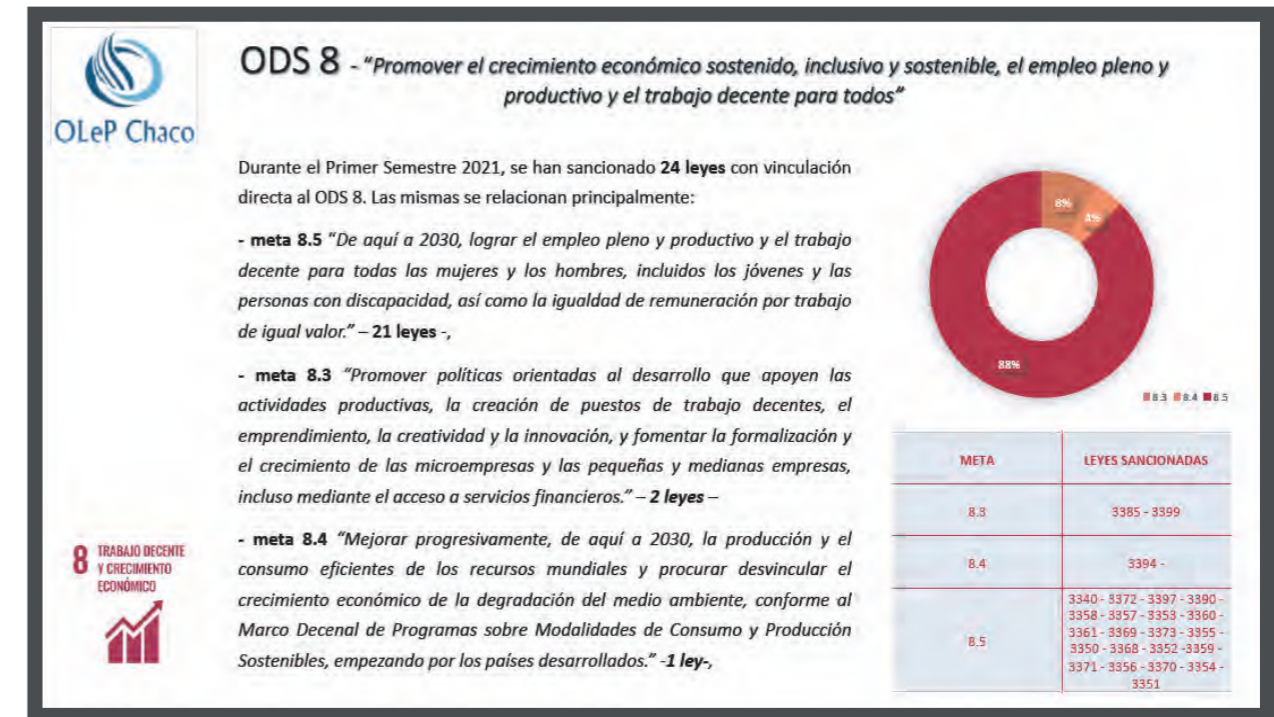 OLeP Chaco
ODS 8 - "Promover el crecimiento económico sostenido, inclusivo y sostenible, el empleo pleno y
productivo y el trabajo decente para todos"
Durante el Primer Semestre 2021, se han sancionado 24 leyes con vinculación
directa al ODS 8. Las mismas se relacionan principalmente:
- meta 8.5 "De aquí a 2030, lograr el empleo pleno y productivo y el trabajo
decente para todas las mujeres y los hombres, incluidos los jóvenes y las
personas con discapacidad, así como la igualdad de remuneración por trabajo
de igual valor." – 21 leyes -,
- meta 8.3 "Promover políticas orientadas al desarrollo que apoyen las
actividades productivas, la creación de puestos de trabajo decentes, el
emprendimiento, la creatividad y la innovación, y fomentar la formalización y
el crecimiento de las microempresas y las pequeñas y medianas empresas,
incluso mediante el acceso a servicios financieros." – 2 leyes –
- meta 8.4 "Mejorar progresivamente, de aquí a 2030, la producción y el
consumo eficientes de los recursos mundiales y procurar desvincular el
crecimiento económico de la degradación del medio ambiente, conforme al
Marco Decenal de Programas sobre Modalidades de Consumo y Producción
Sostenibles, empezando por los países desarrollados." -1 ley-,
8 TRABAJO DECENTE
Y CRECIMIENTO
ECONÓMICO
8%
4%
88%
8.3 8.4 8.5
META LEYES SANCIONADAS
8.3 3385 - 3399
8.4 3394 -
8.5
3340 - 3372 - 3397 - 3390 -
3358 - 3357 - 3353 - 3360 -
3361 - 3369 - 3373 - 3355 -
3350 - 3368 - 3352 -3359 -
3371 - 3356 - 3370 - 3354 -
3351